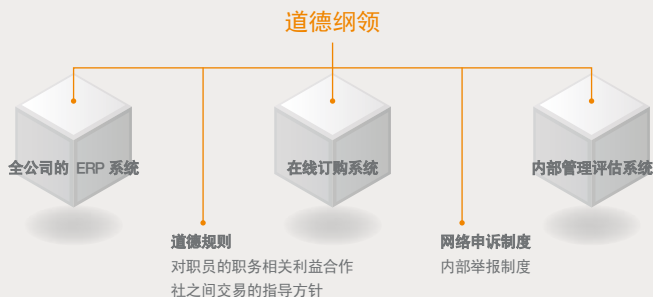 道德纲领
全公司的 ERP 系统
在线订购系统
内部管理评估系统
道德规则
对职员的职务相关利益合作
社之间交易的指导方针
网络申诉制度
内部举报制度